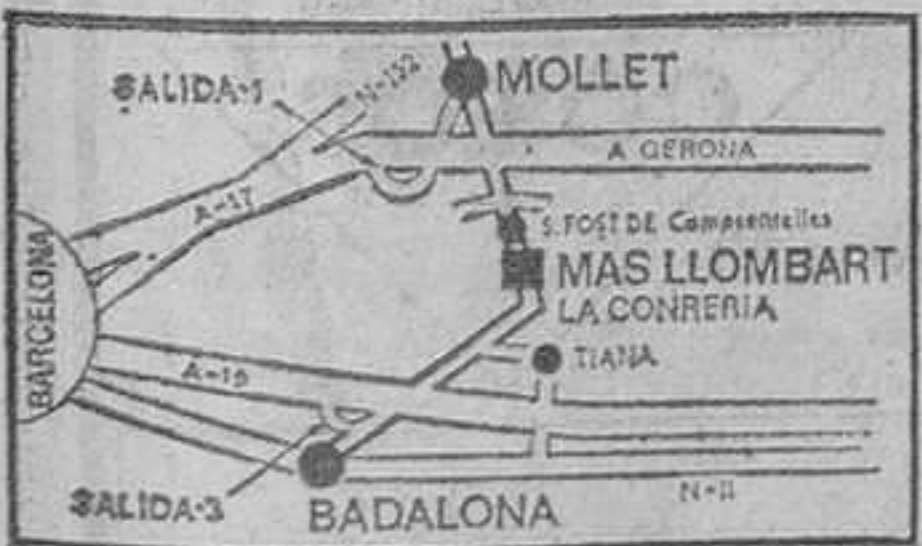 SALIDA-1
N-152
MOLLET
A GERONA
A-17
S. FOST DE Campsentelles
MAS LLOMBART
LA CONRERIA
BARCELONA
TIANA
A-19
SALIDA-3
BADALONA
N-II